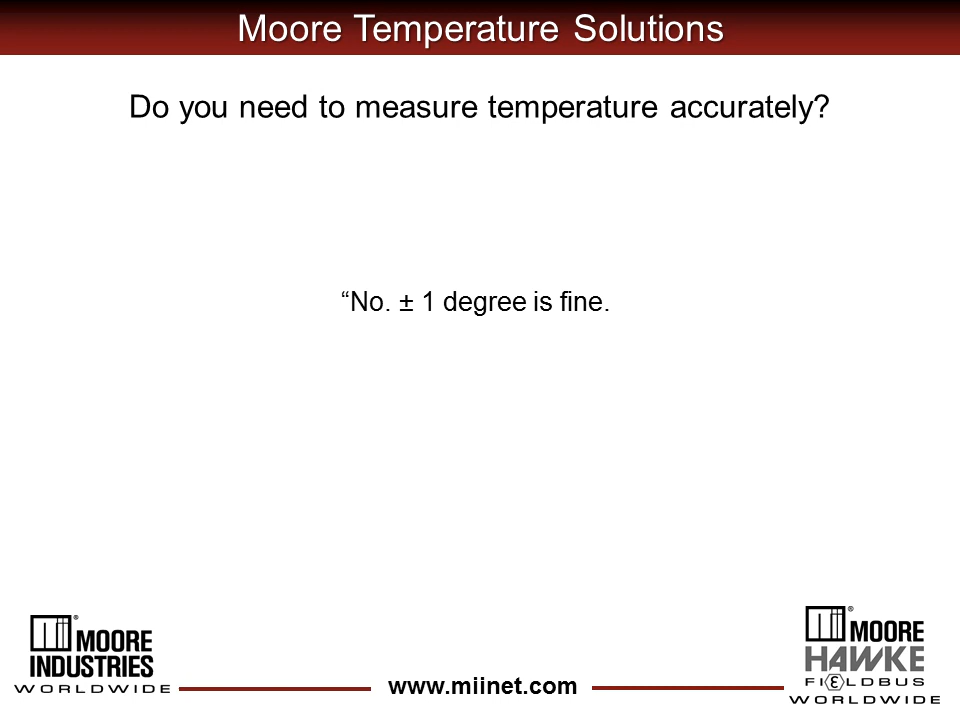 Moore Temperature Solutions
Do you need to measure temperature accurately?
“No. ± 1 degree is fine.
MOORE
INDUSTRIES
WORLDWIDE
www.miinet.com
MOORE
HAWKE
FIELDBUS
WORLDWIDE